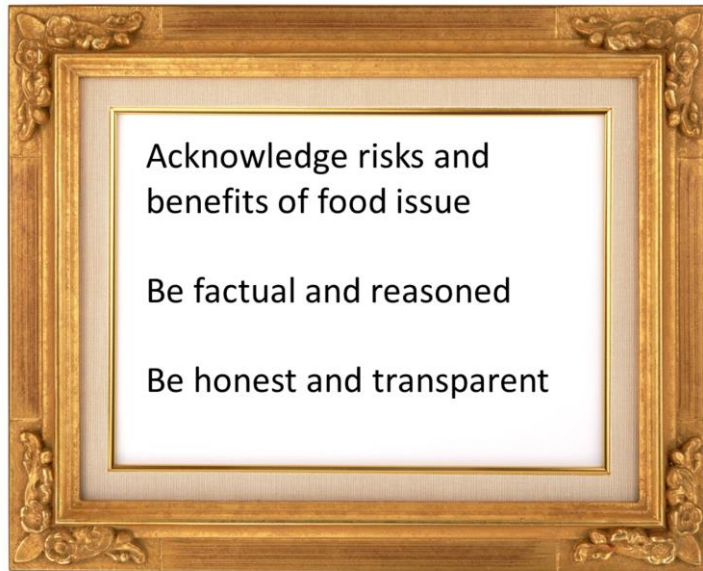 Acknowledge risks and
benefits of food issue
Be factual and reasoned
Be honest and transparent